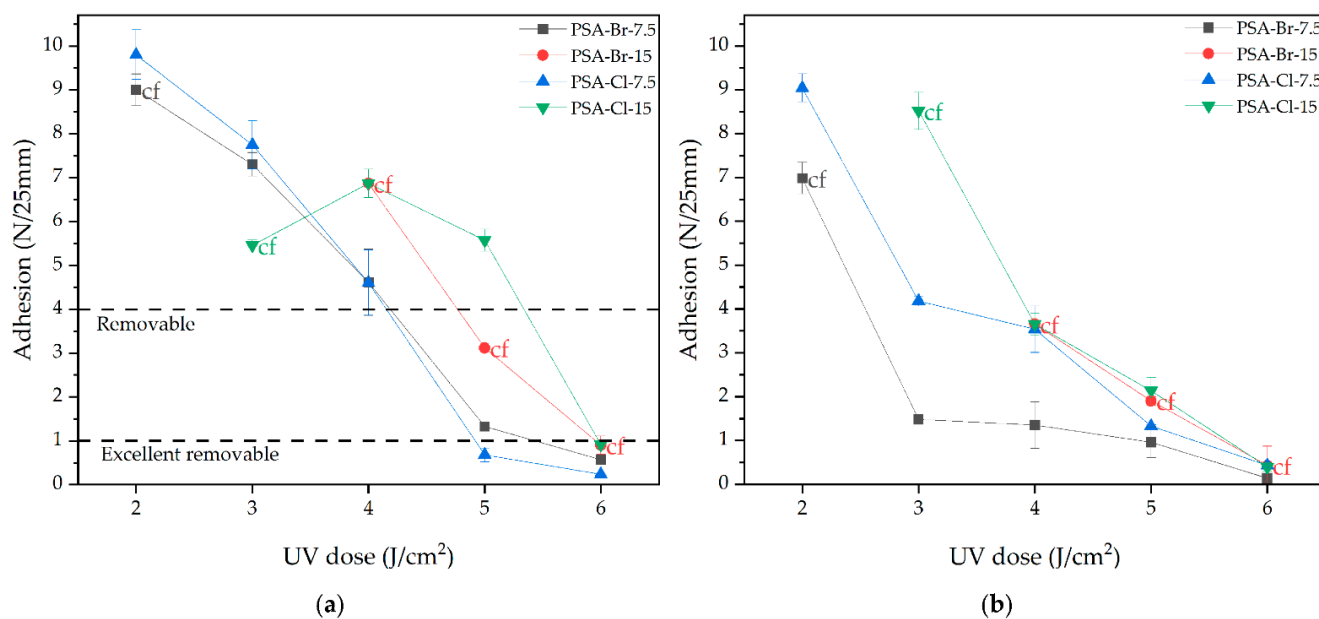 PSA-Br-7.5
PSA-Br-15
PSA-Cl-7.5
PSA-Cl-15
10
9
8
7
6
5
4
3
2
1
0
Adhesion (N/25mm)
cf
cf
cf
cf
cf
Removable
Excellent removable
2 3 4 5 6
UV dose (J/cm²)
(a)
PSA-Br-7.5
PSA-Br-15
PSA-Cl-7.5
PSA-Cl-15
10
9
8
7
6
5
4
3
2
1
0
Adhesion (N/25mm)
cf
cf
cf
cf
cf
2 3 4 5 6
UV dose (J/cm²)
(b)